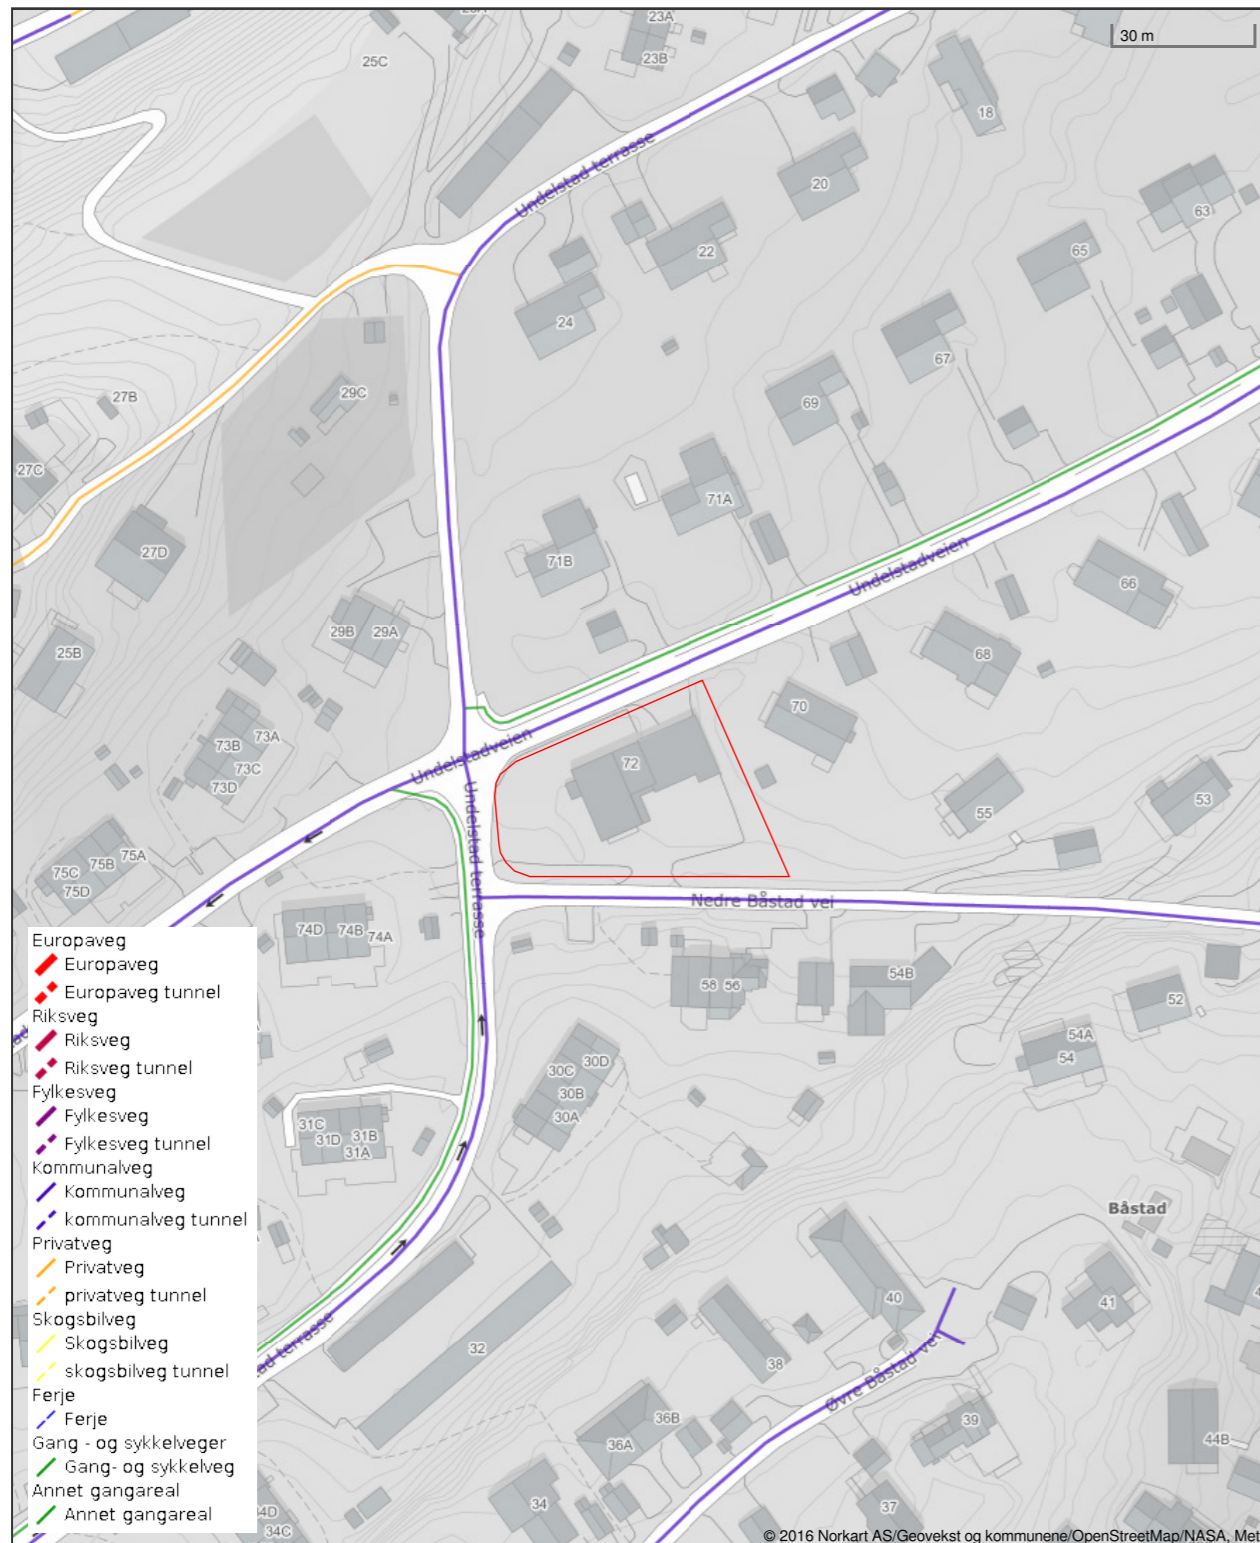 23A
30 m
25C
23B
18
Undelstad terrasse
20
63
22
65
24
67
27B
29C
69
27C
71A
27D
71B
Undelstadveien
66
29B 29A
25B
68
70
73B 73A
72
73C
73D
Undelstadveien
Undelstad terrasse
53
55
75C 75B 75A
75D
Nedre Båstad vei
74D 74B 74A
54B
58 56
52
54A
54
30C 30D
30B
30A
31C 31B
31D
31A
Båstad
40
41
32
38
Øvre Båstad vei
36B
39
36A
44B
34
37
34D
34C
Europaveg
Europaveg
Europaveg tunnel
Riksveg
Riksveg
Riksveg tunnel
Fylkesveg
Fylkesveg
Fylkesveg tunnel
Kommunalveg
Kommunalveg
kommunalveg tunnel
Privatveg
Privatveg
privatveg tunnel
Skogsbilveg
Skogsbilveg
skogsbilveg tunnel
Ferje
Ferje
Gang - og sykkelveger
Gang- og sykkelveg
Annet gangareal
Annet gangareal
© 2016 Norkart AS/Geovekst og kommunene/OpenStreetMap/NASA, Met